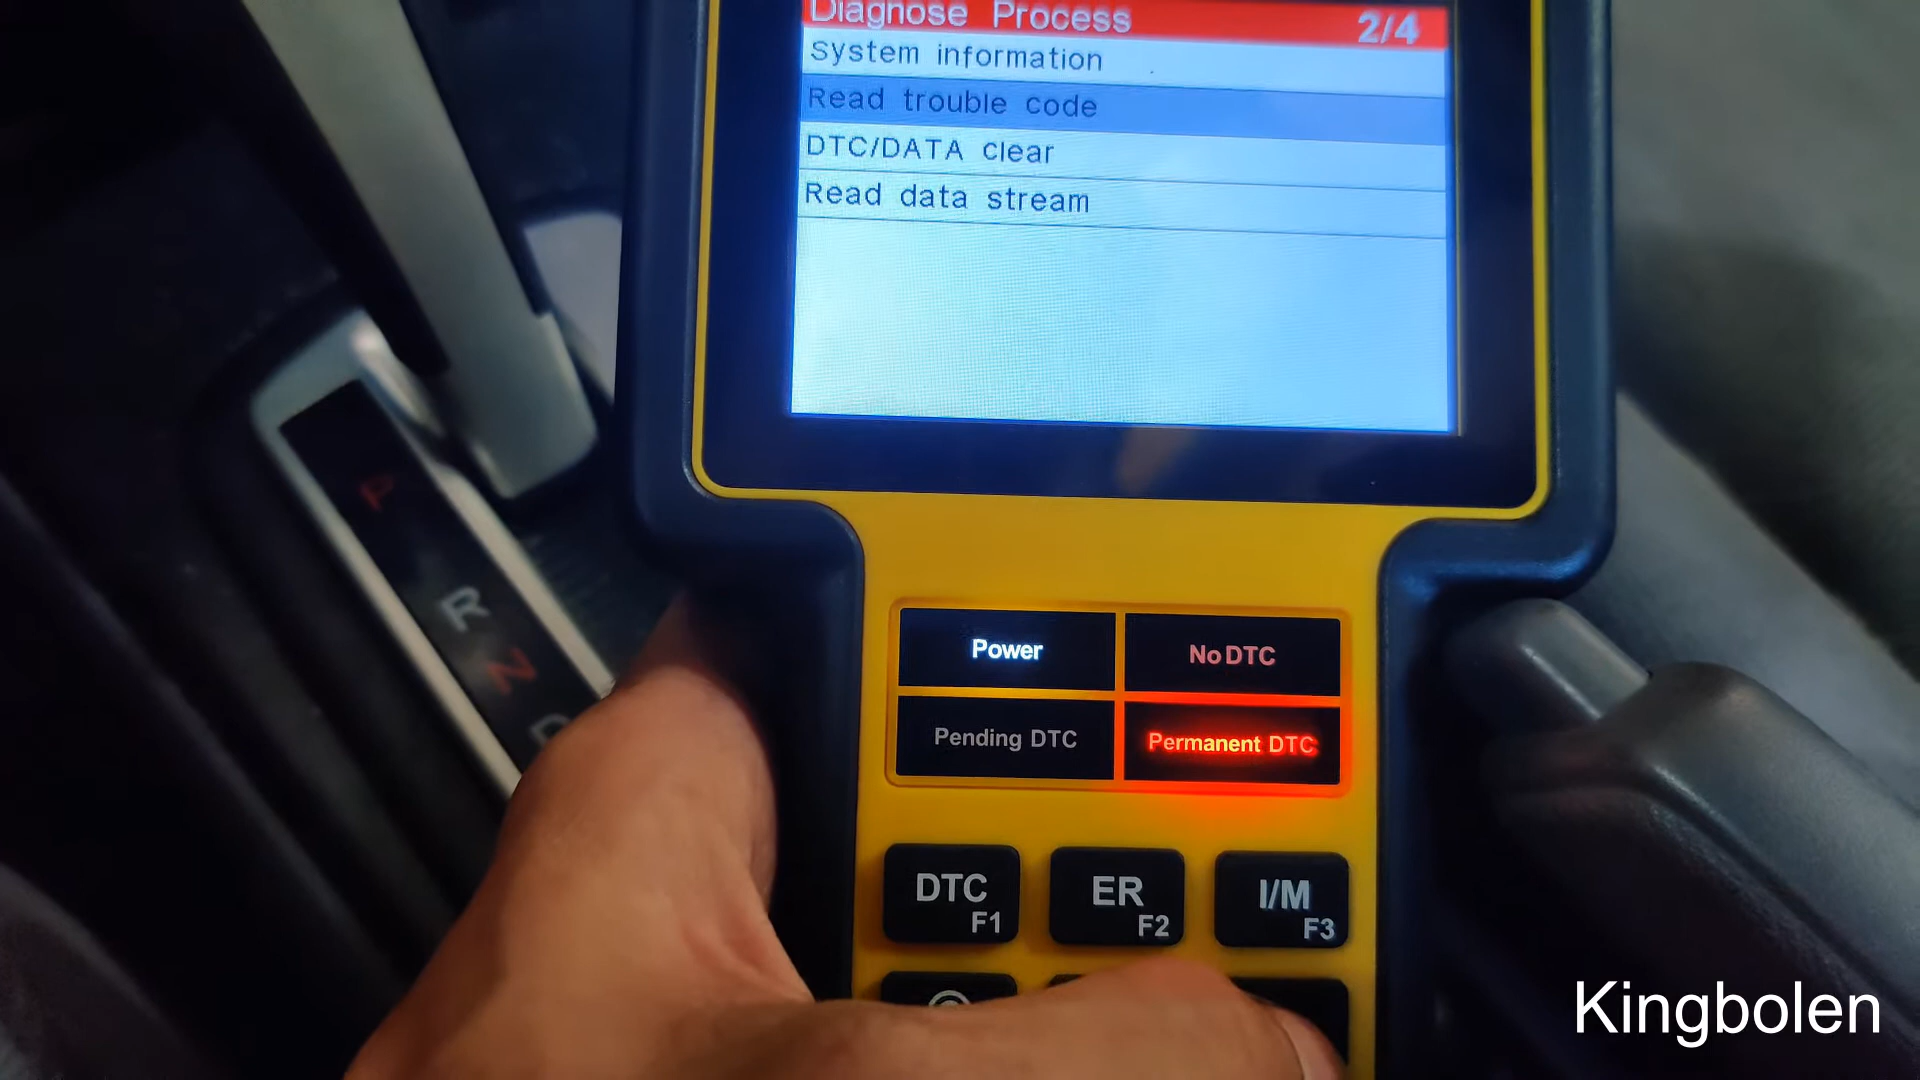 Diagnose Process 2/4
System information
Read trouble code
DTC/DATA clear
Read data stream
P
R
N
D
Power
No DTC
Pending DTC
Permanent DTC
DTC F1
ER F2
I/M F3
Kingbolen